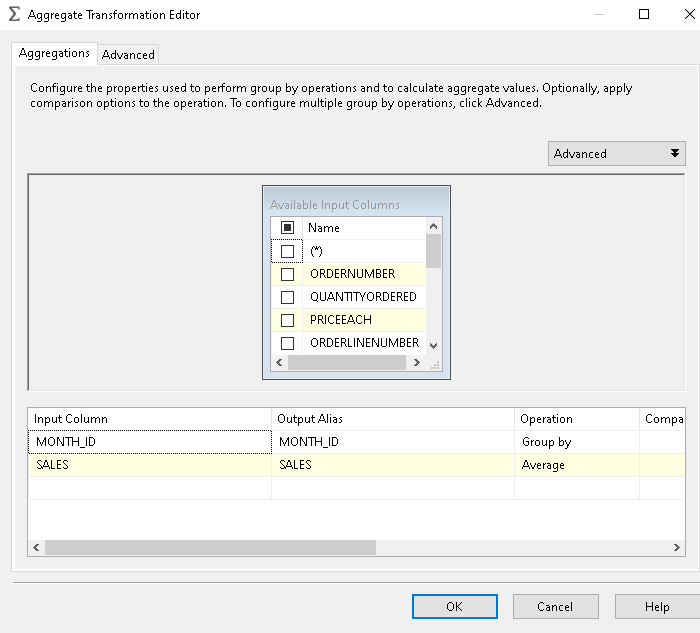 Aggregate Transformation Editor
Aggregations Advanced
Configure the properties used to perform group by operations and to calculate aggregate values. Optionally, apply
comparison options to the operation. To configure multiple group by operations, click Advanced.
Advanced
Available Input Columns
Name
(*)
ORDERNUMBER
QUANTITYORDERED
PRICEEACH
ORDERLINENUMBER
Input Column Output Alias Operation Compa
MONTH_ID MONTH_ID Group by
SALES SALES Average
OK Cancel Help